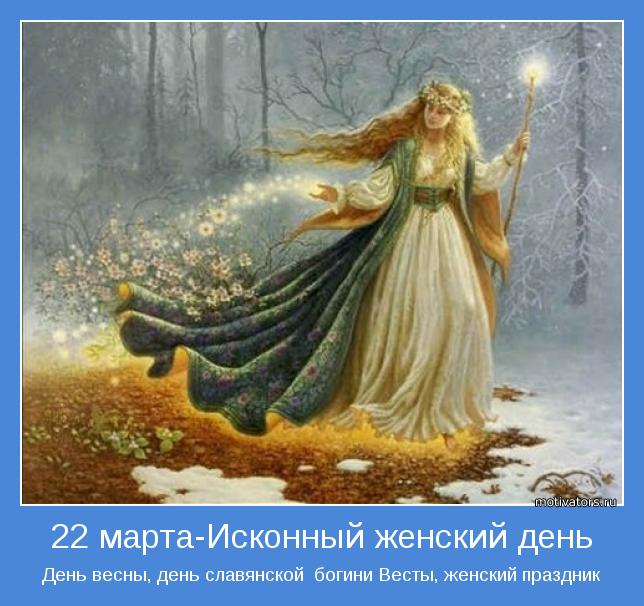 motivators.ru
22 марта-Исконный женский день
День весны, день славянской  богини Весты, женский праздник